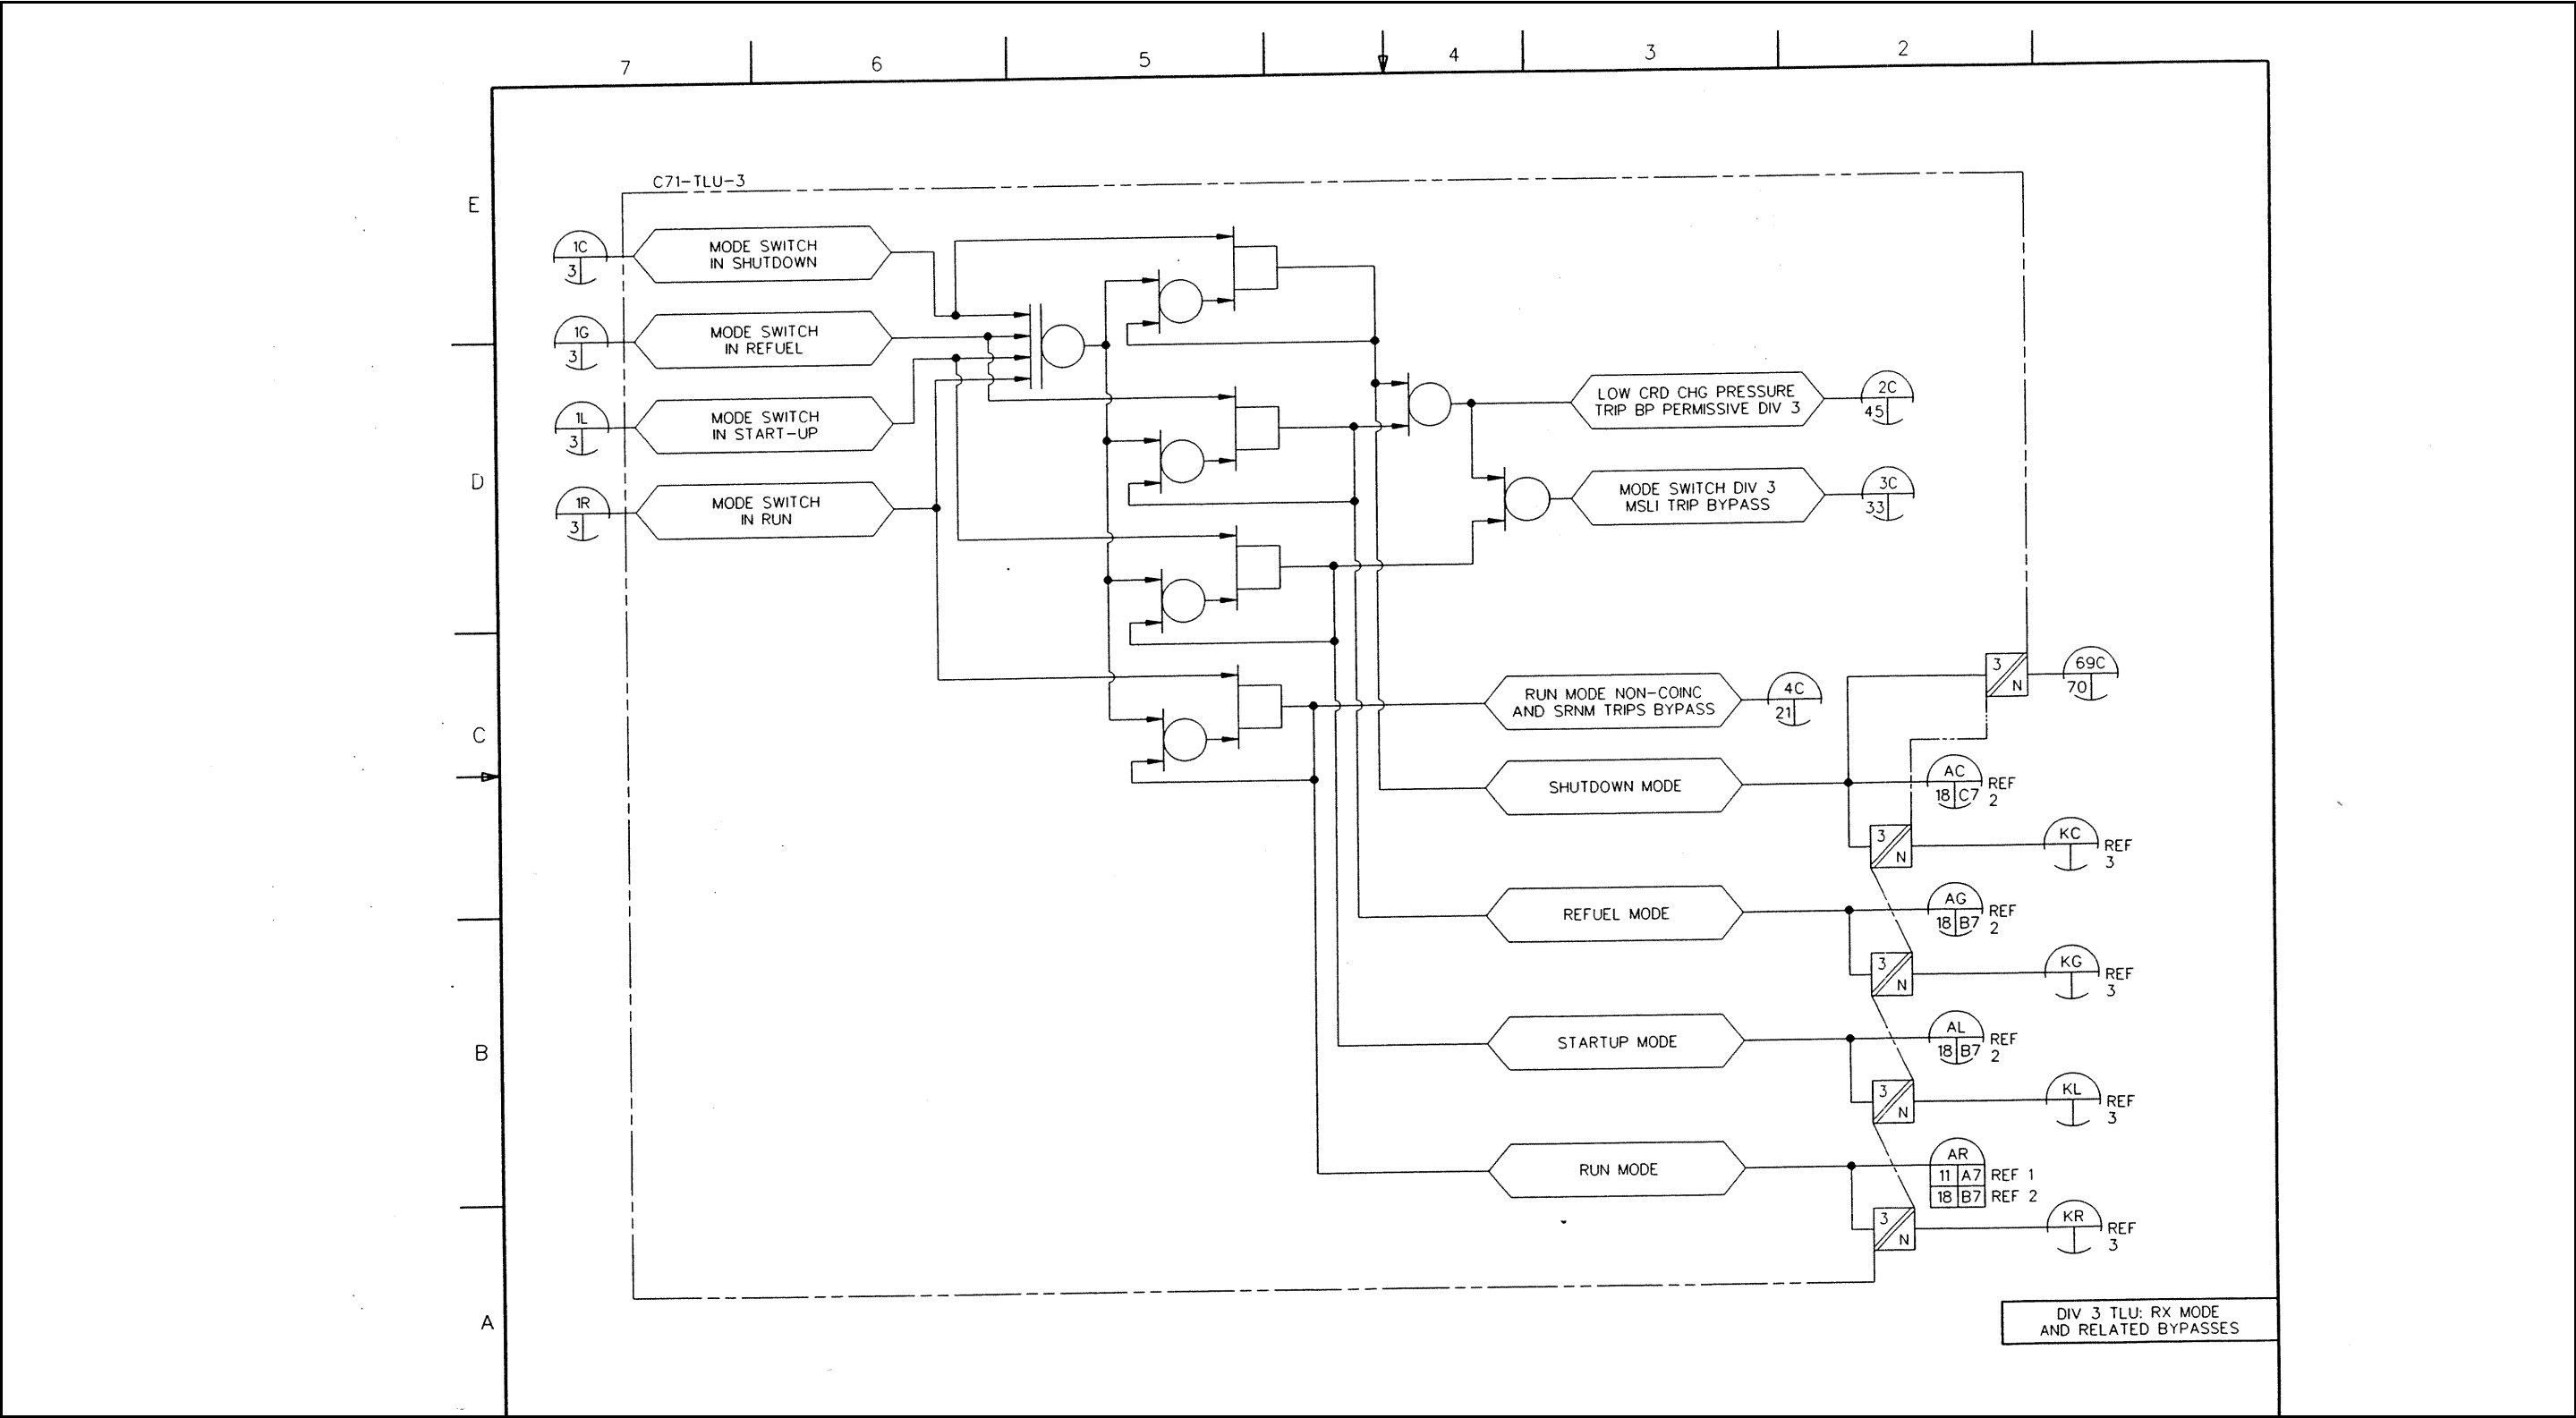 7 6 5 4 3 2
E
D
C
B
A
C71-TLU-3
1C
3
MODE SWITCH
IN SHUTDOWN
1G
3
MODE SWITCH
IN REFUEL
1L
3
MODE SWITCH
IN START-UP
1R
3
MODE SWITCH
IN RUN
LOW CRD CHG PRESSURE
TRIP BP PERMISSIVE DIV 3
2C
45
MODE SWITCH DIV 3
MSLI TRIP BYPASS
3C
33
RUN MODE NON-COINC
AND SRNM TRIPS BYPASS
4C
21
3
N
69C
70
SHUTDOWN MODE
AC
18 C7
REF
2
3
N
KC
REF
3
REFUEL MODE
AG
18 B7
REF
2
3
N
KG
REF
3
STARTUP MODE
AL
18 B7
REF
2
3
N
KL
REF
3
RUN MODE
AR
11 A7 REF 1
18 B7 REF 2
3
N
KR
REF
3
DIV 3 TLU: RX MODE
AND RELATED BYPASSES